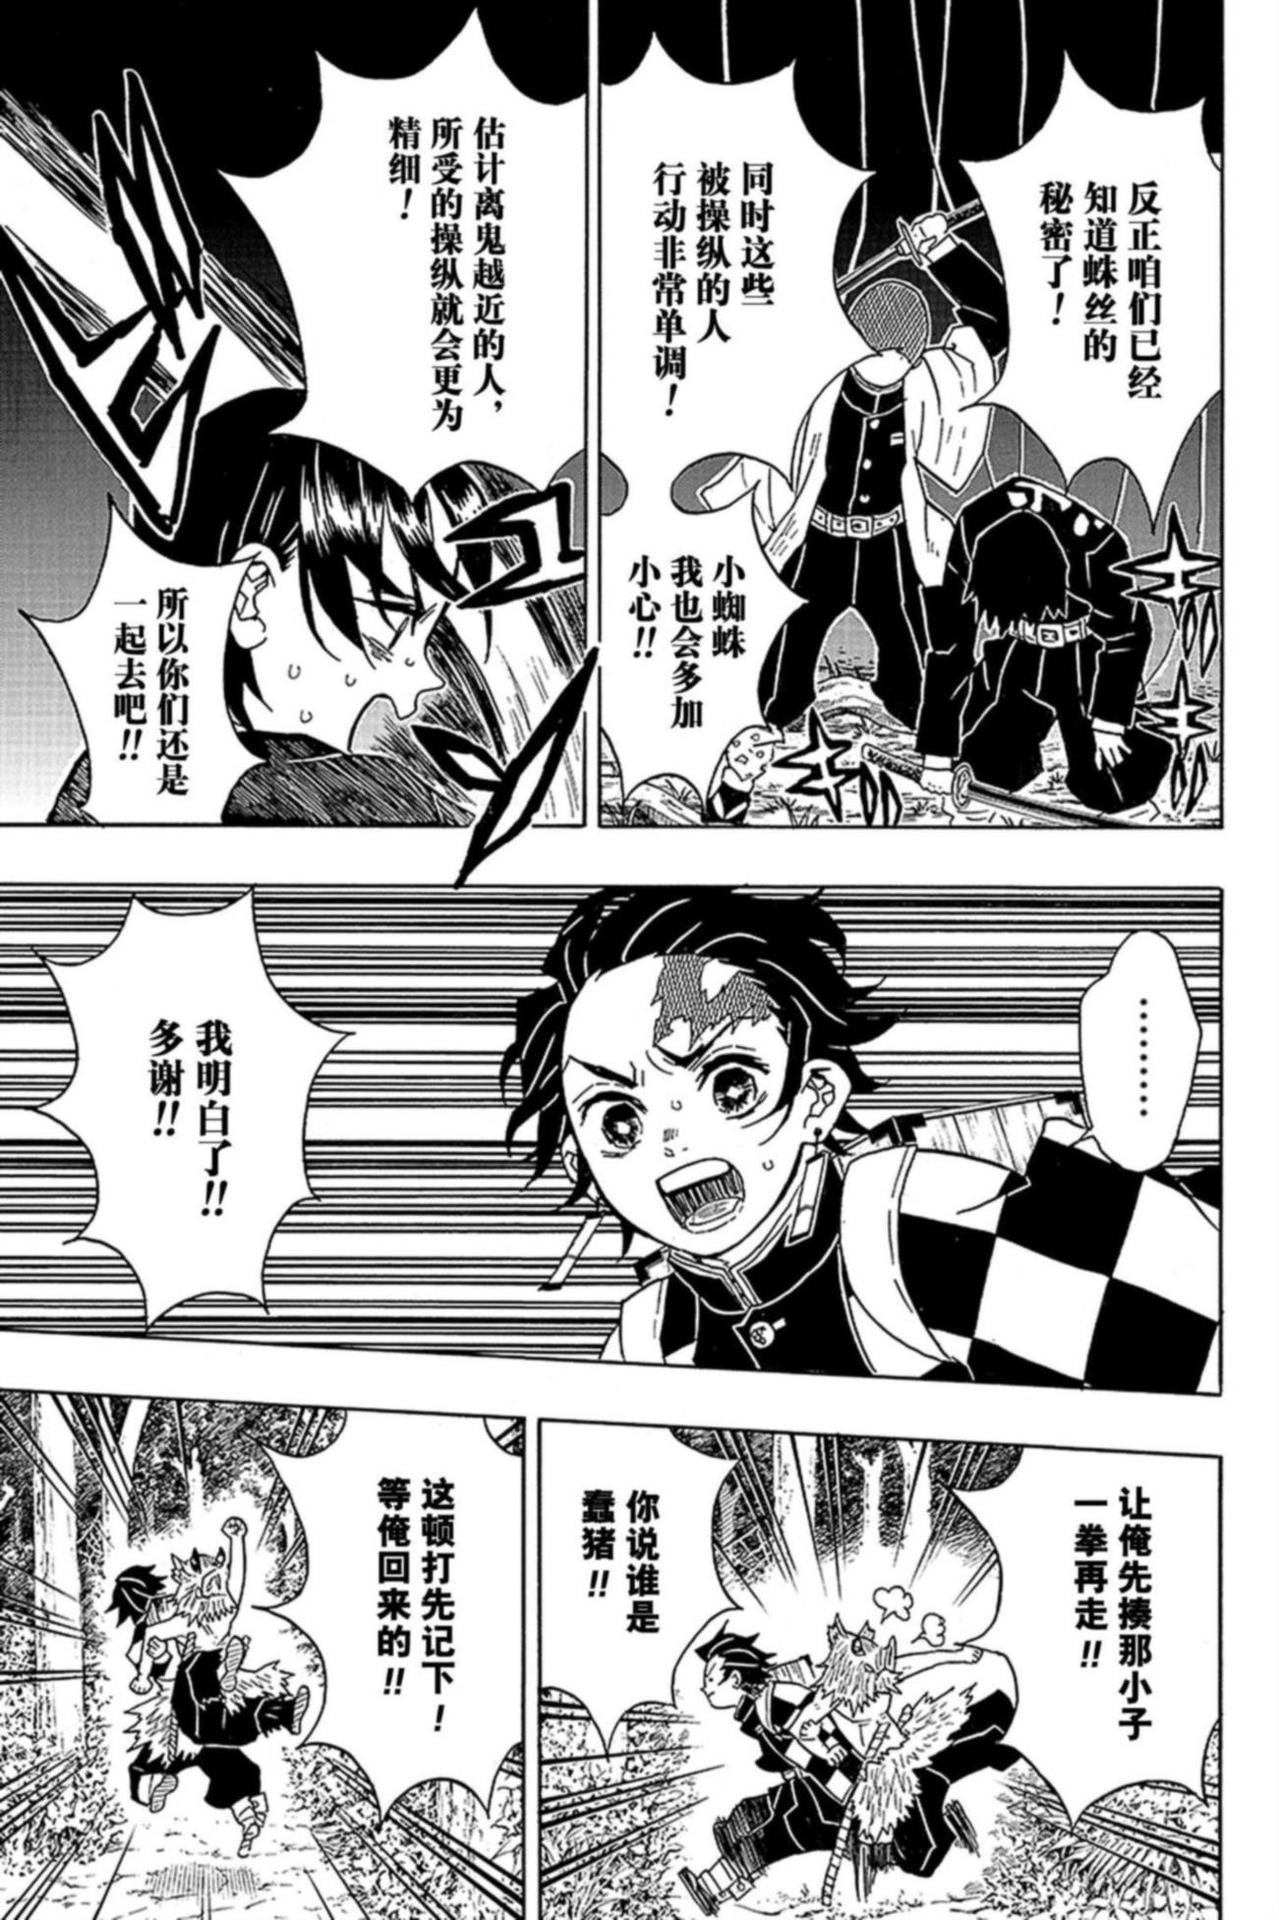 反正咱们已经
知道蛛丝的
秘密了！
同时这些
被操纵的人
行动非常单调！
小蜘蛛
我也会多加
小心!!
估计离鬼越近的人，
所受的操纵就会更为
精细！
所以你们还是
一起去吧!!
………
我明白了!!
多谢!!
让俺先揍那小子
一拳再走!!
你说谁是
蠢猪!!
这顿打先记下！
等俺回来的!!